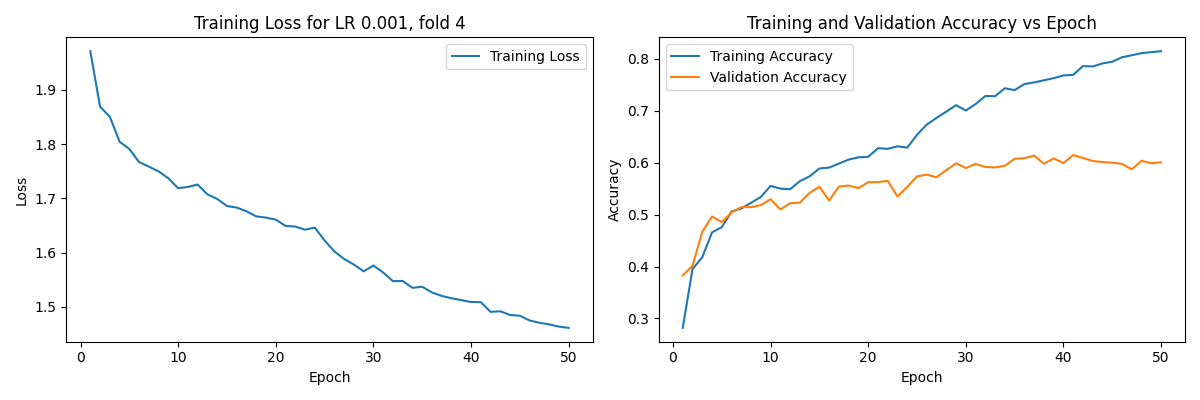 Training Loss for LR 0.001, fold 4
Training Loss
1.9
1.8
1.7
1.6
1.5
Loss
0 10 20 30 40 50
Epoch
Training and Validation Accuracy vs Epoch
Training Accuracy
Validation Accuracy
0.8
0.7
0.6
0.5
0.4
0.3
Accuracy
0 10 20 30 40 50
Epoch